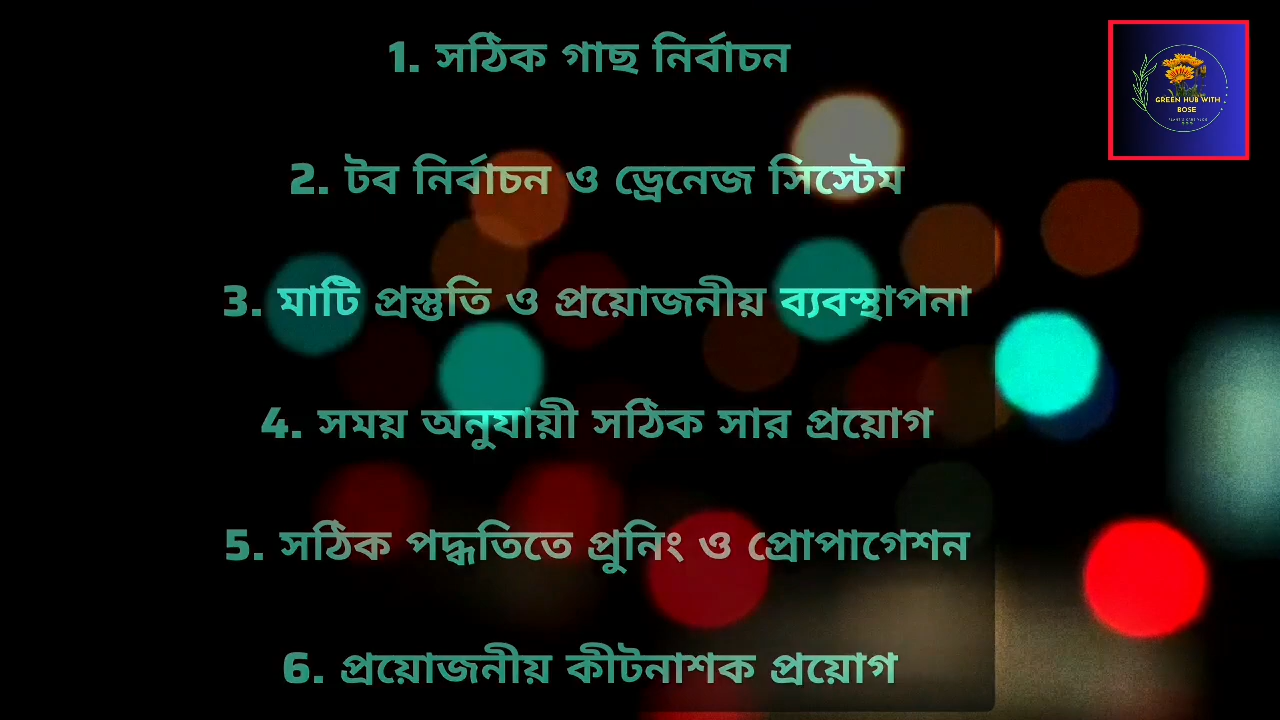 1. সঠিক গাছ নির্বাচন
2. টব নির্বাচন ও ড্রেনেজ সিস্টেম
3. মাটি প্রস্তুতি ও প্রয়োজনীয় ব্যবস্থাপনা
4. সময় অনুযায়ী সঠিক সার প্রয়োগ
5. সঠিক পদ্ধতিতে প্রুনিং ও প্রোপাগেশন
6. প্রয়োজনীয় কীটনাশক প্রয়োগ
GREEN HUB WITH
BOSE